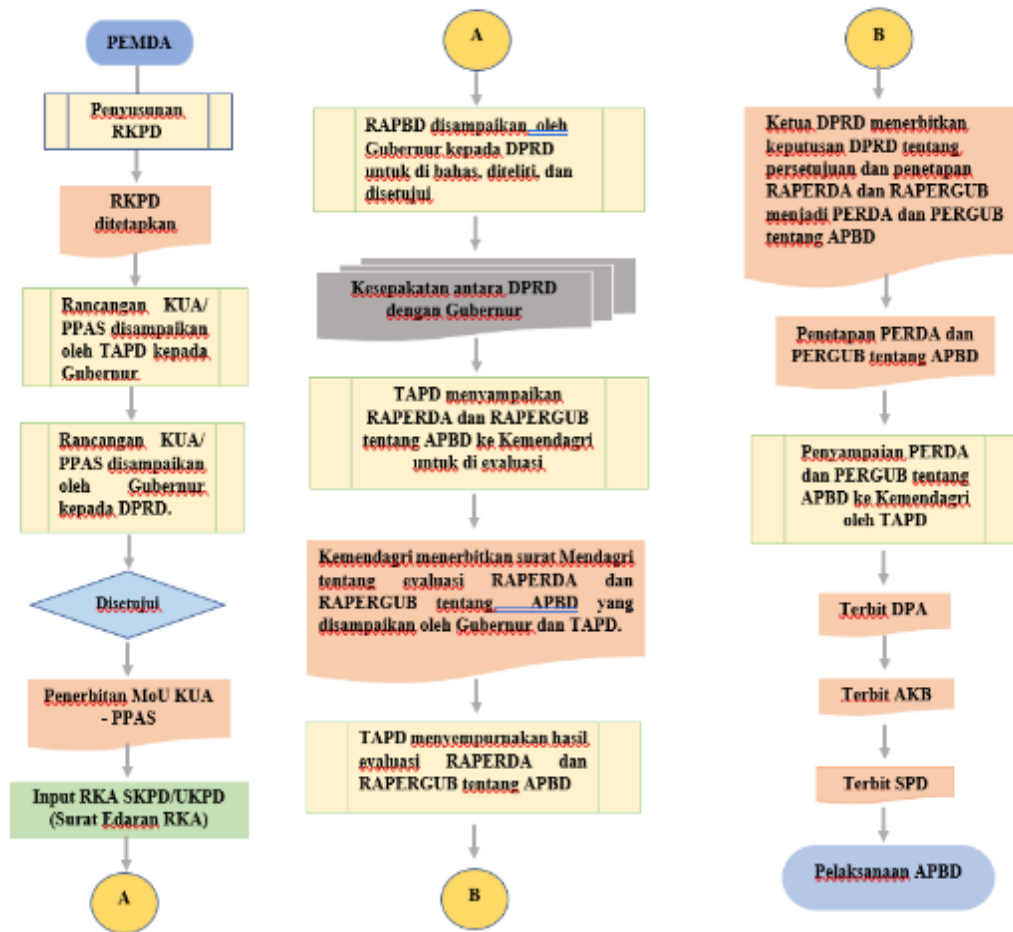 PEMDA
Penyusunan
RKPD
RKPD
ditetapkan
Rancangan KUA/
PPAS disampaikan
oleh TAPD kepada
Gubernur
Rancangan KUA/
PPAS disampaikan
oleh Gubernur
kepada DPRD.
Disetujui
Penerbitan MoU KUA
- PPAS
Input RKA SKPD/UKPD
(Surat Edaran RKA)
A
A
RAPBD disampaikan oleh
Gubernur kepada DPRD
untuk di bahas, diteliti, dan
disetujui
Kesepakatan antara DPRD
dengan Gubernur
TAPD menyampaikan
RAPERDA dan RAPERGUB
tentang APBD ke Kemendagri
untuk di evaluasi
Kemendagri menerbitkan surat Mendagri
tentang evaluasi RAPERDA dan
RAPERGUB tentang APBD yang
disampaikan oleh Gubernur dan TAPD.
TAPD menyempurnakan hasil
evaluasi RAPERDA dan
RAPERGUB tentang APBD
B
B
Ketua DPRD menerbitkan
keputusan DPRD tentang
persetujuan dan penetapan
RAPERDA dan RAPERGUB
menjadi PERDA dan PERGUB
tentang APBD
Penetapan PERDA dan
PERGUB tentang APBD
Penyampaian PERDA
dan PERGUB tentang
APBD ke Kemendagri
oleh TAPD
Terbit DPA
Terbit AKB
Terbit SPD
Pelaksanaan APBD